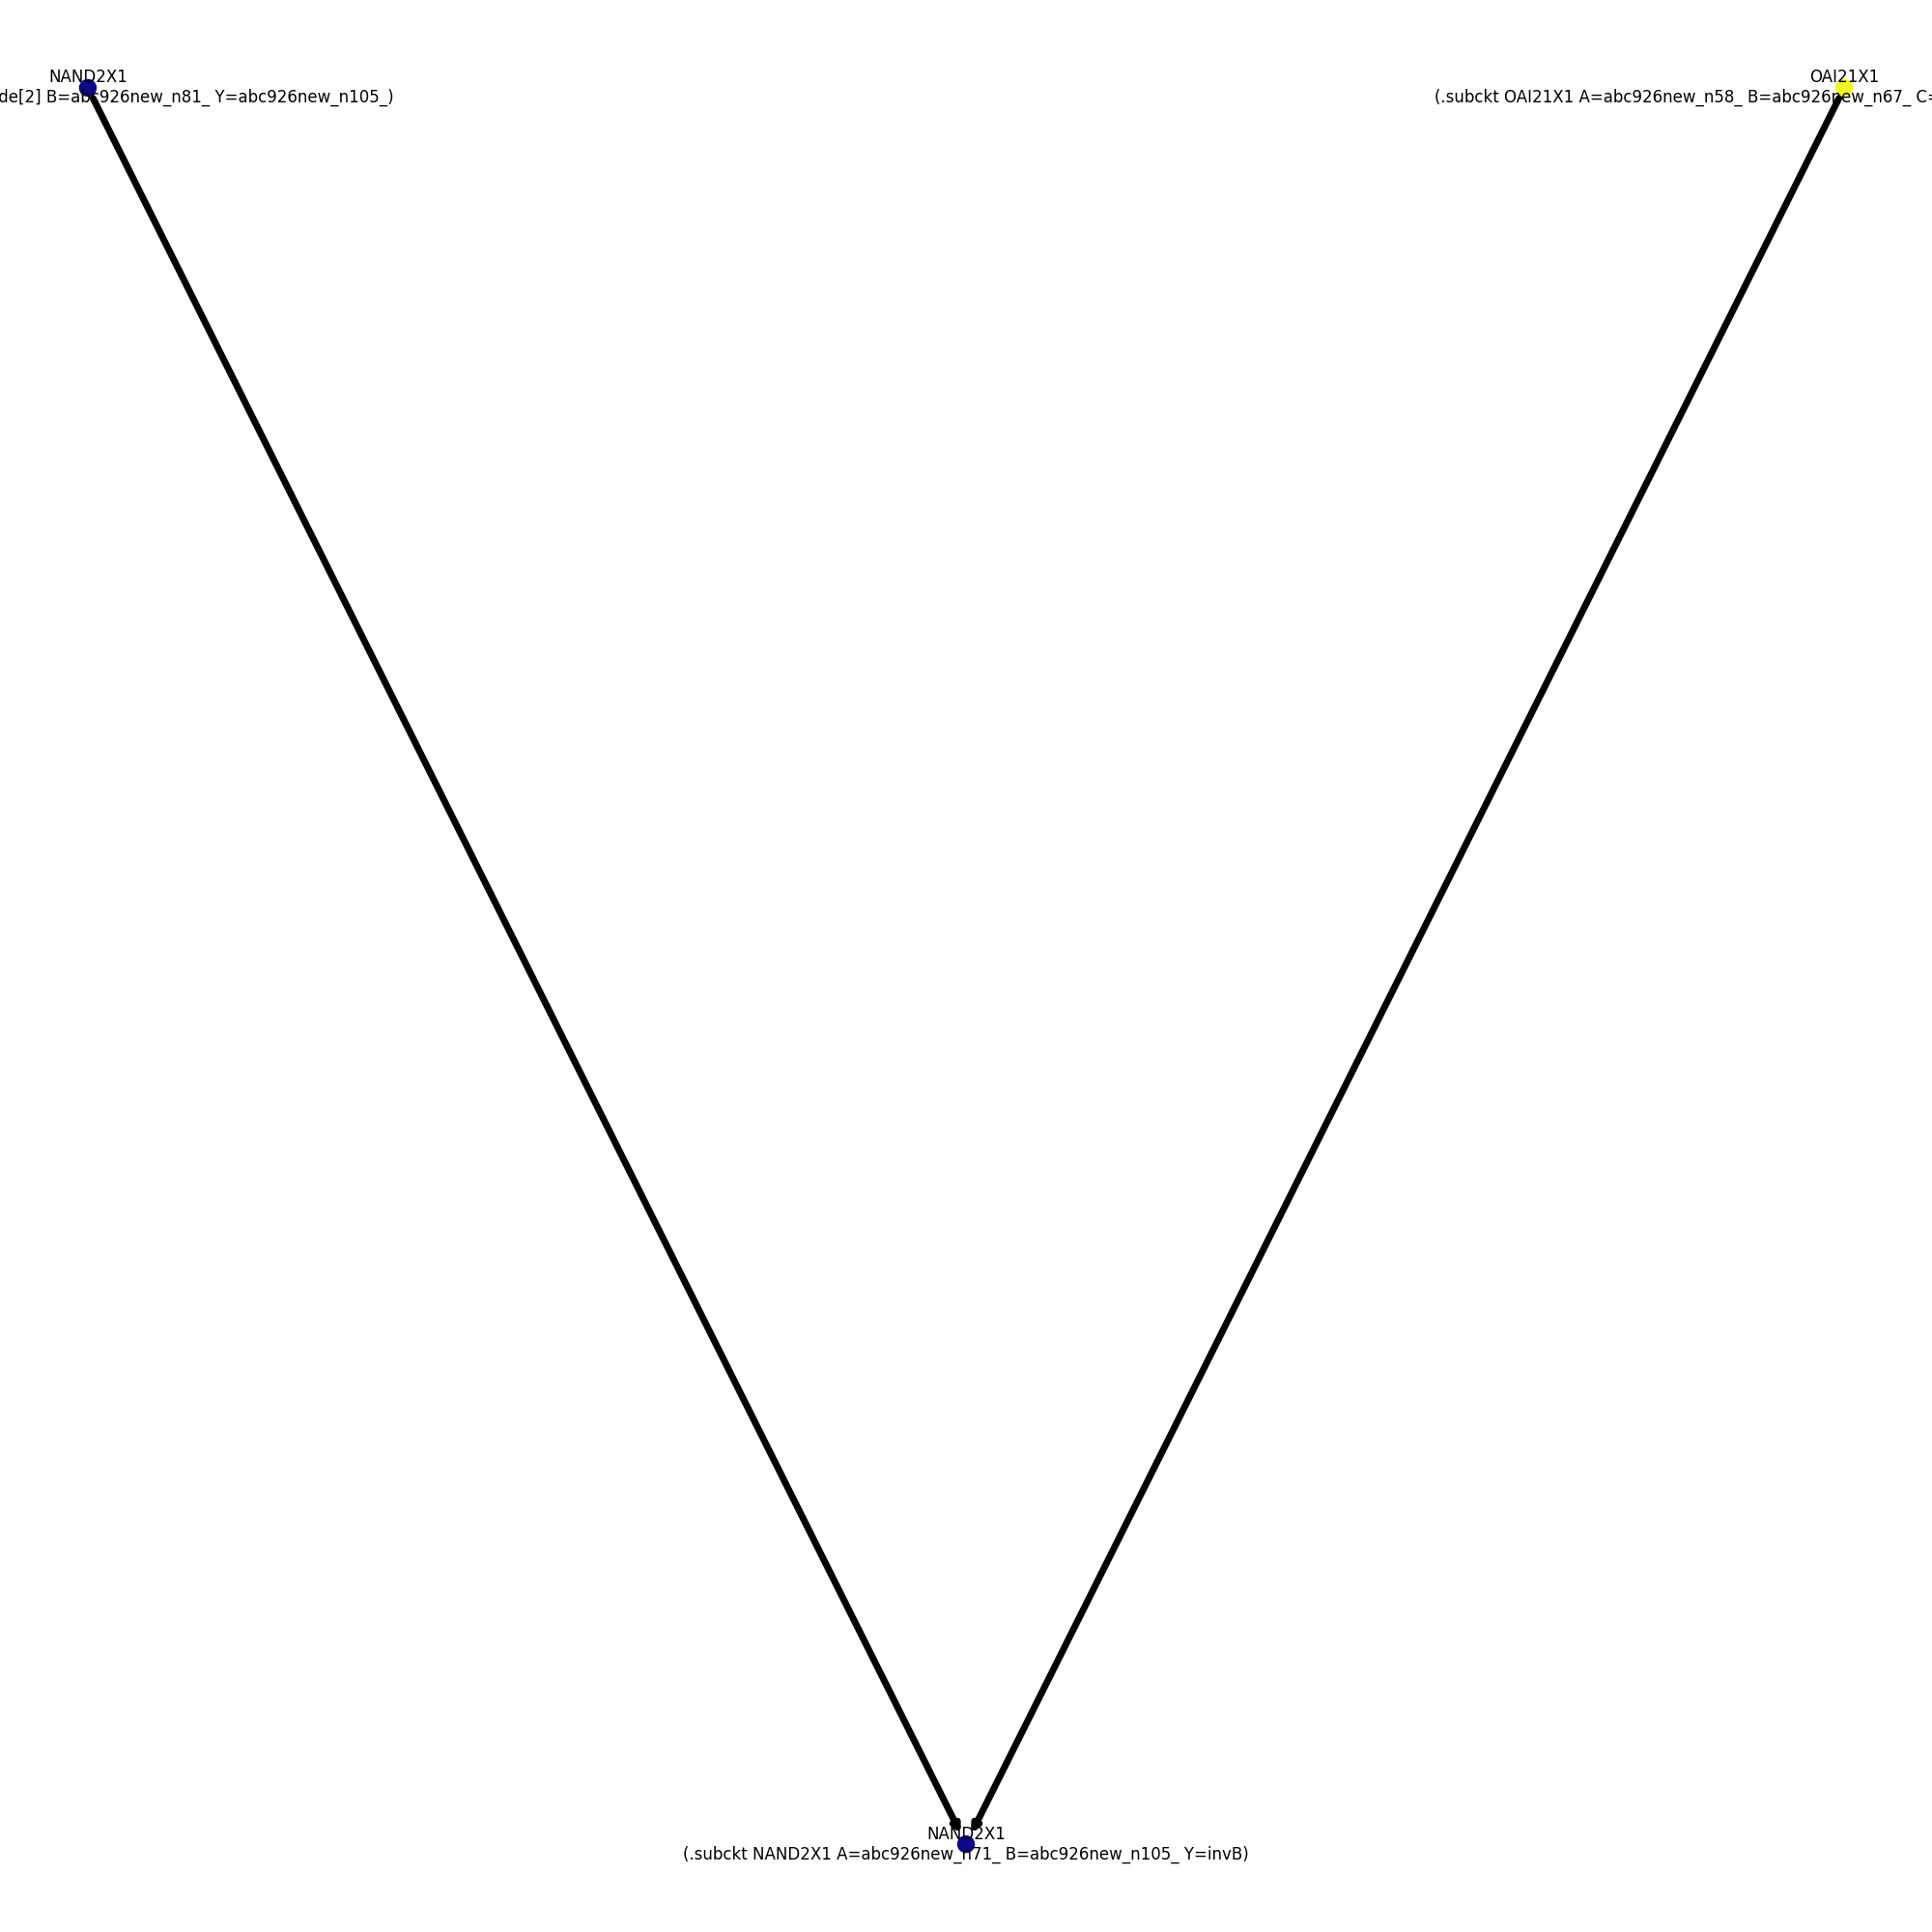 NAND2X1
de[2] B=abc926new_n81_ Y=abc926new_n105_)
OAI21X1
(.subckt OAI21X1 A=abc926new_n58_ B=abc926new_n67_ C=
NAND2X1
(.subckt NAND2X1 A=abc926new_n71_ B=abc926new_n105_ Y=invB)